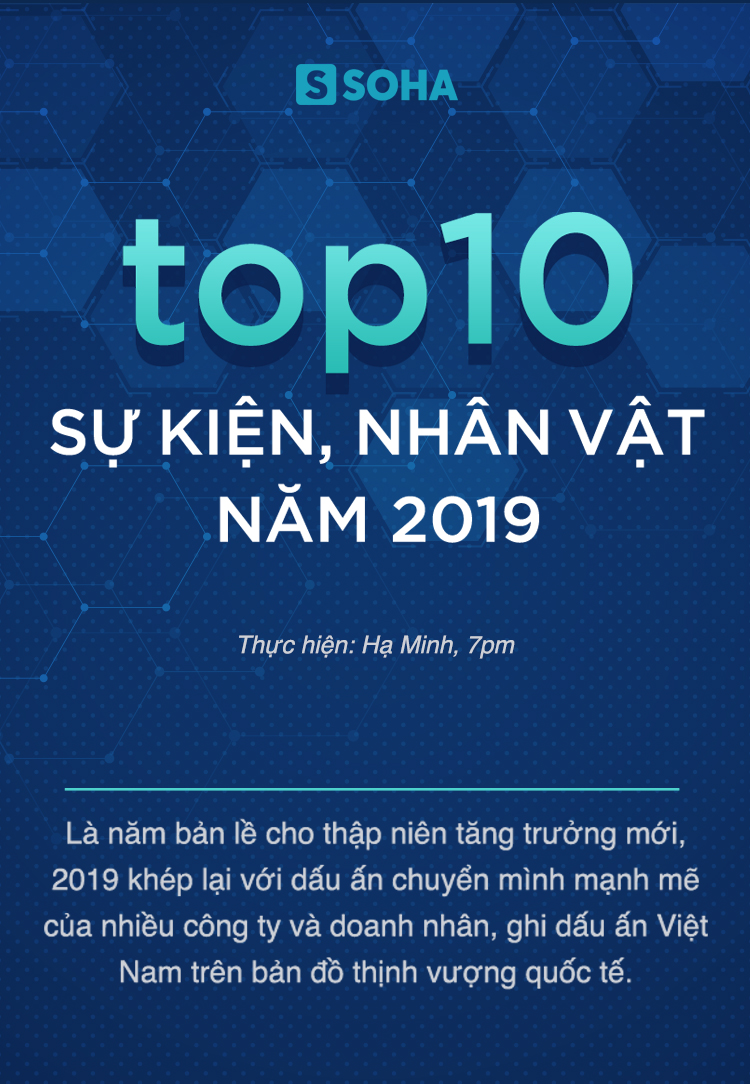 SOHA
top10
SỰ KIỆN, NHÂN VẬT
NĂM 2019
Thực hiện: Hạ Minh, 7pm
Là năm bản lề cho thập niên tăng trưởng mới,
2019 khép lại với dấu ấn chuyển mình mạnh mẽ
của nhiều công ty và doanh nhân, ghi dấu ấn Việt
Nam trên bản đồ thịnh vượng quốc tế.